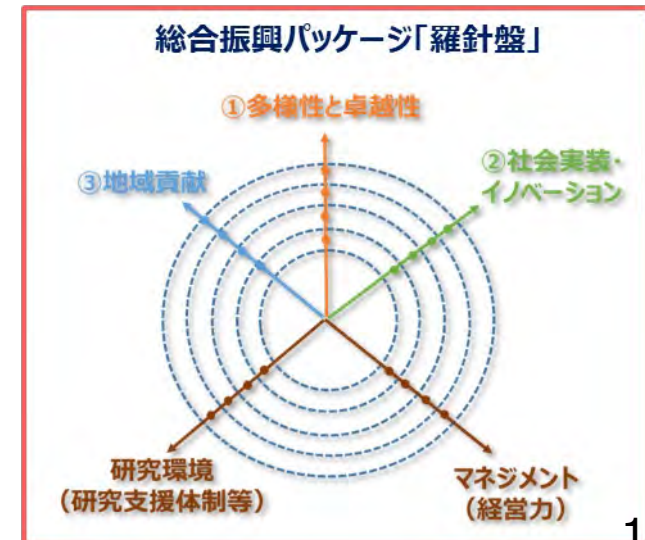 総合振興パッケージ「羅針盤」
①多様性と卓越性
②社会実装・
イノベーション
③地域貢献
研究環境
（研究支援体制等）
マネジメント
（経営力）
1